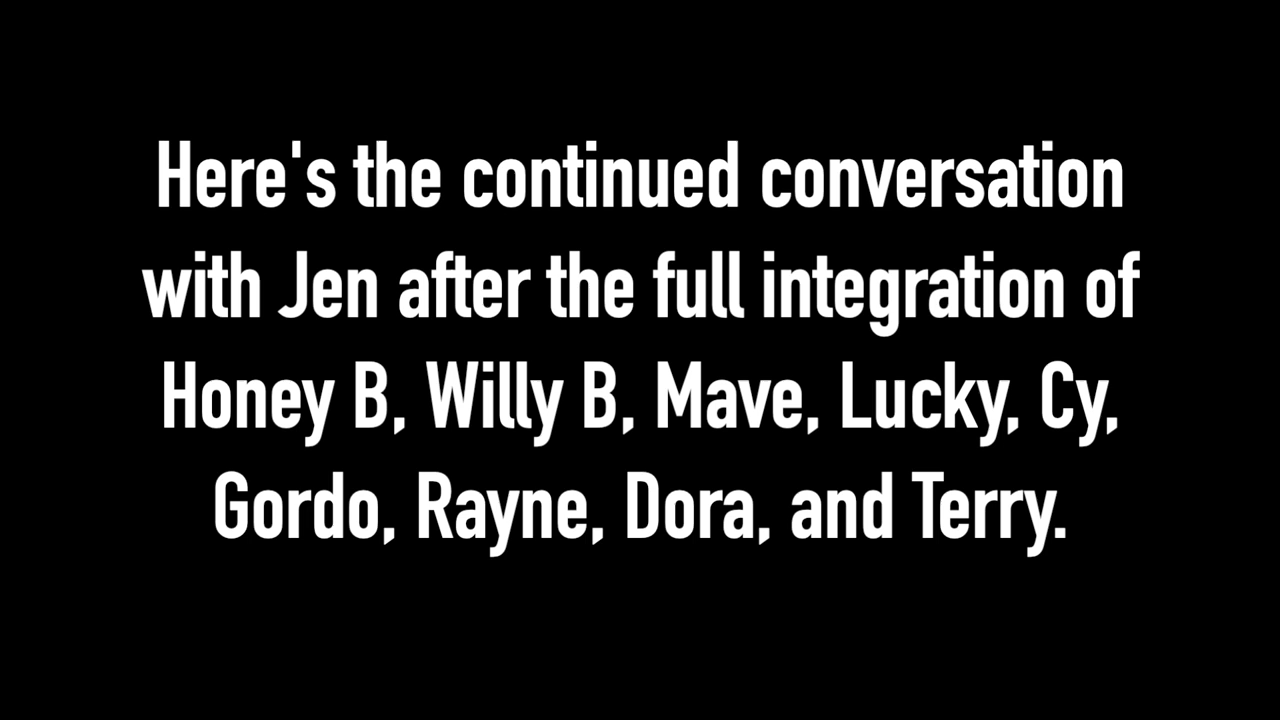 Here's the continued conversation
with Jen after the full integration of
Honey B, Willy B, Mave, Lucky, Cy,
Gordo, Rayne, Dora, and Terry.